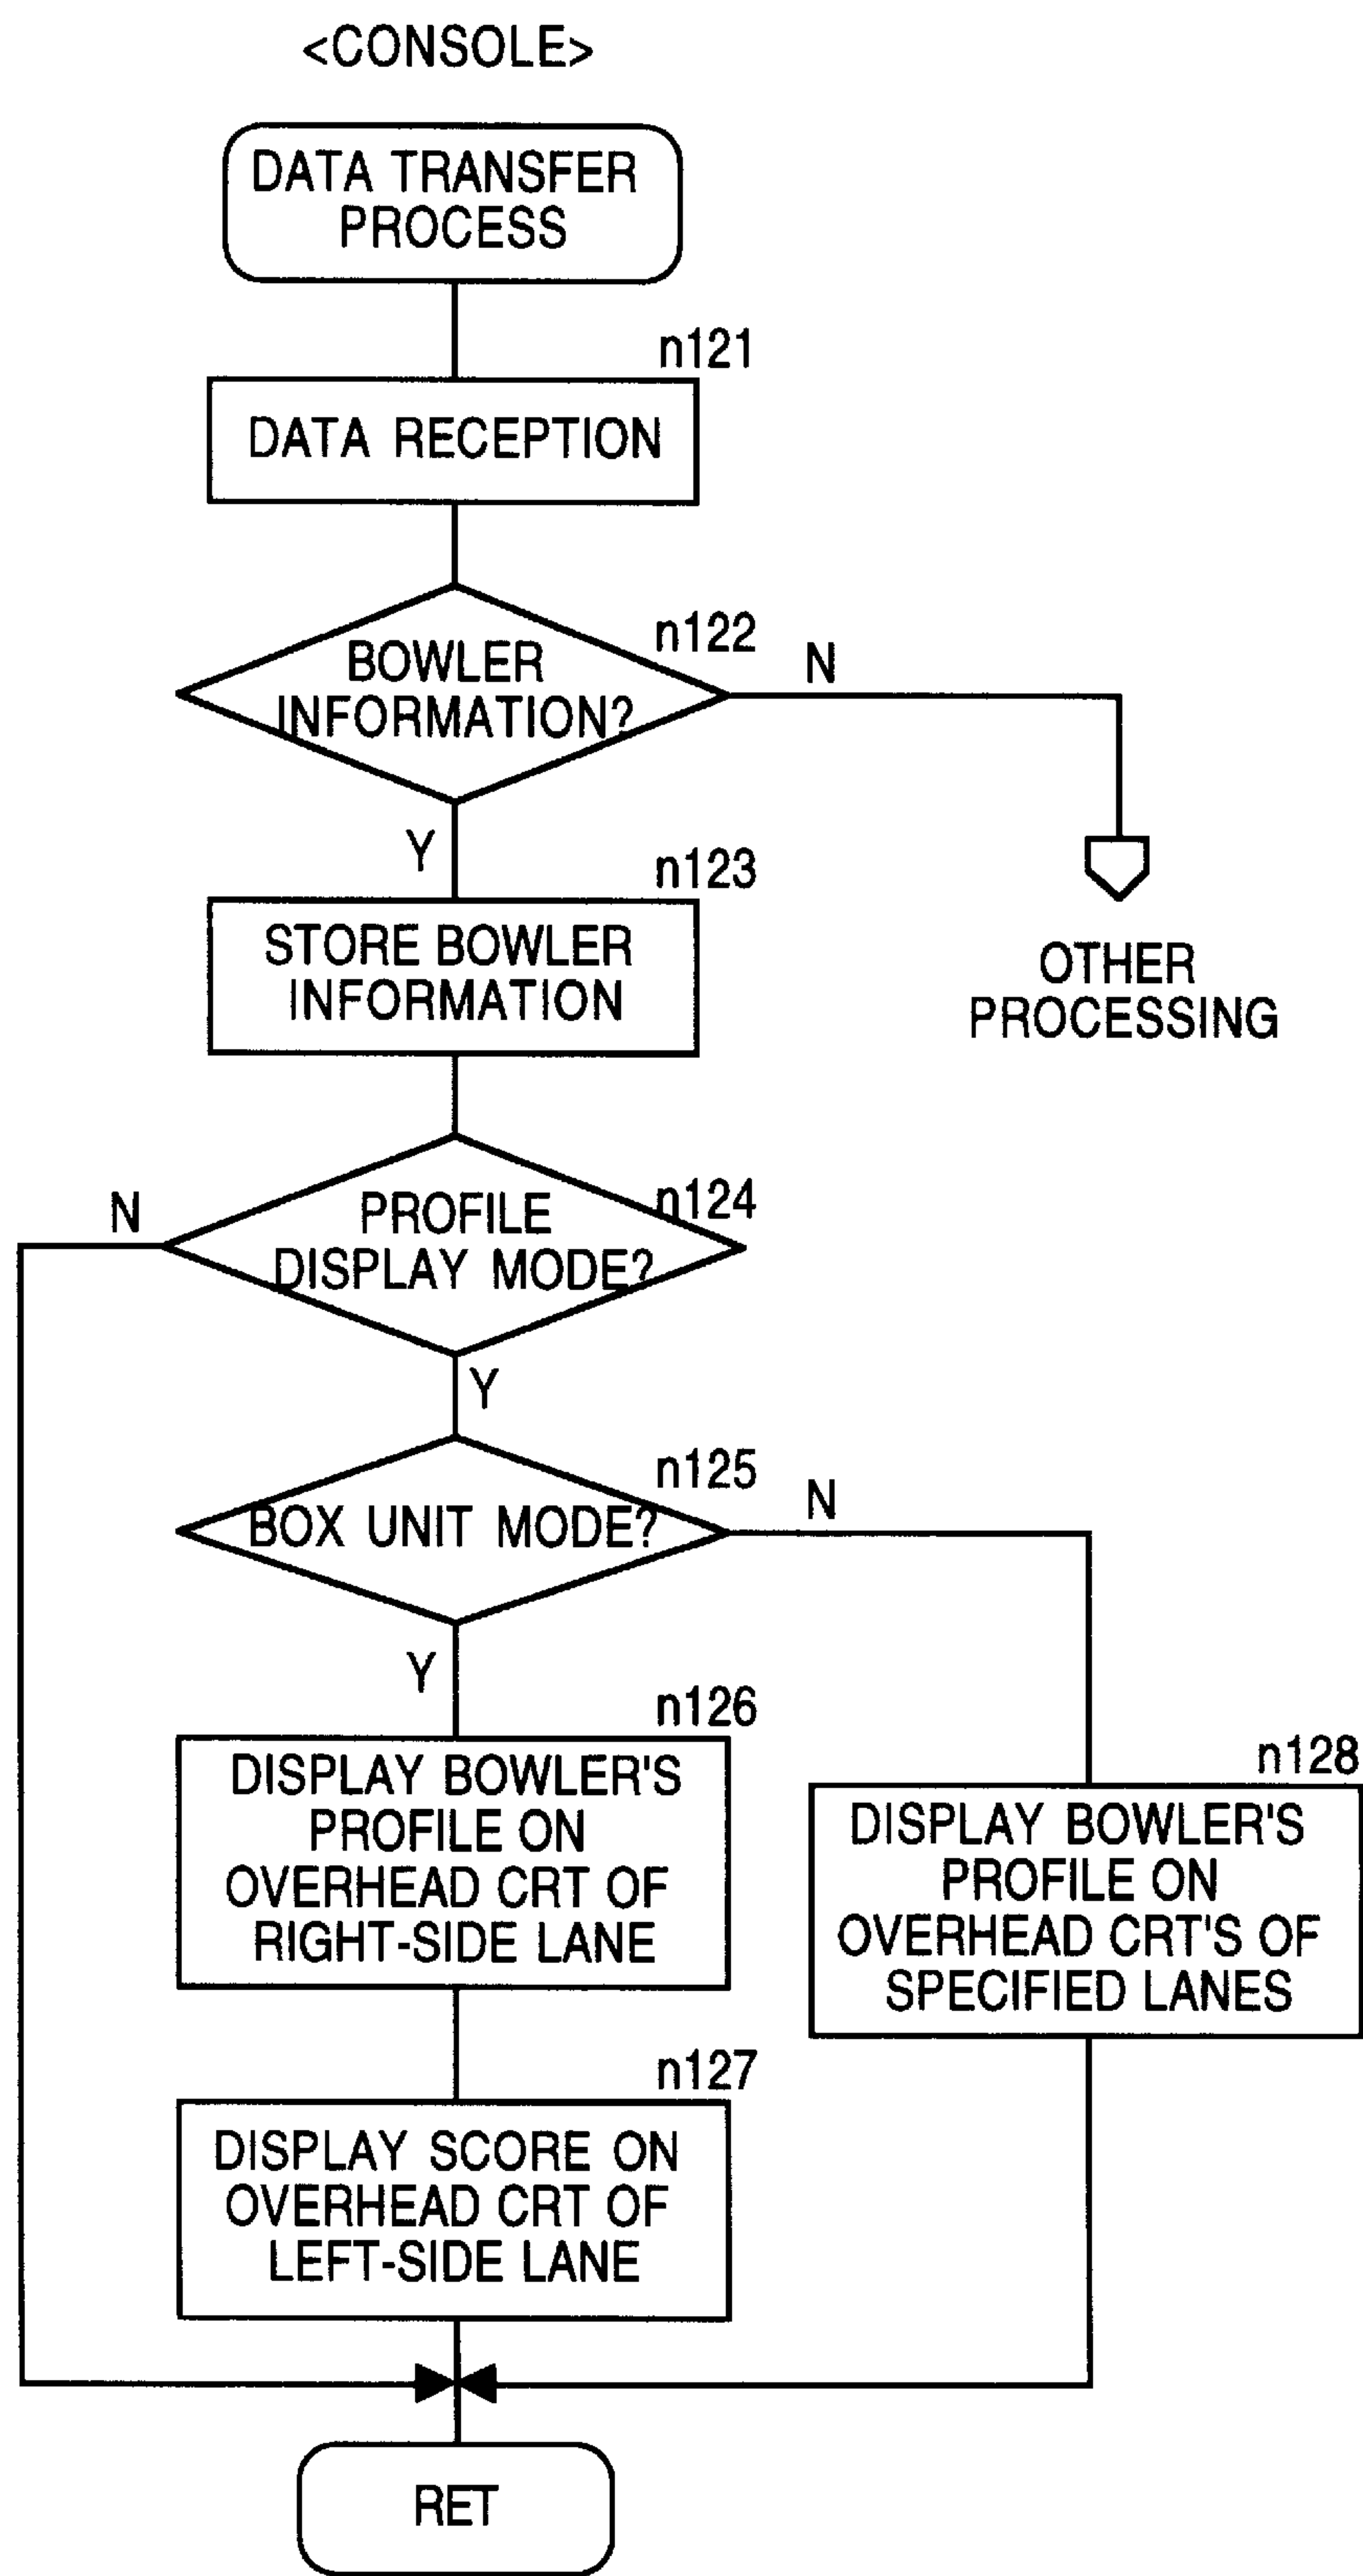 <CONSOLE>
DATA TRANSFER
PROCESS
n121
DATA RECEPTION
n122
BOWLER
INFORMATION?
N
Y
n123
STORE BOWLER
INFORMATION
OTHER
PROCESSING
n124
N
PROFILE
DISPLAY MODE?
Y
n125
BOX UNIT MODE?
N
Y
n126
DISPLAY BOWLER'S
PROFILE ON
OVERHEAD CRT OF
RIGHT-SIDE LANE
n128
DISPLAY BOWLER'S
PROFILE ON
OVERHEAD CRT'S OF
SPECIFIED LANES
n127
DISPLAY SCORE ON
OVERHEAD CRT OF
LEFT-SIDE LANE
RET